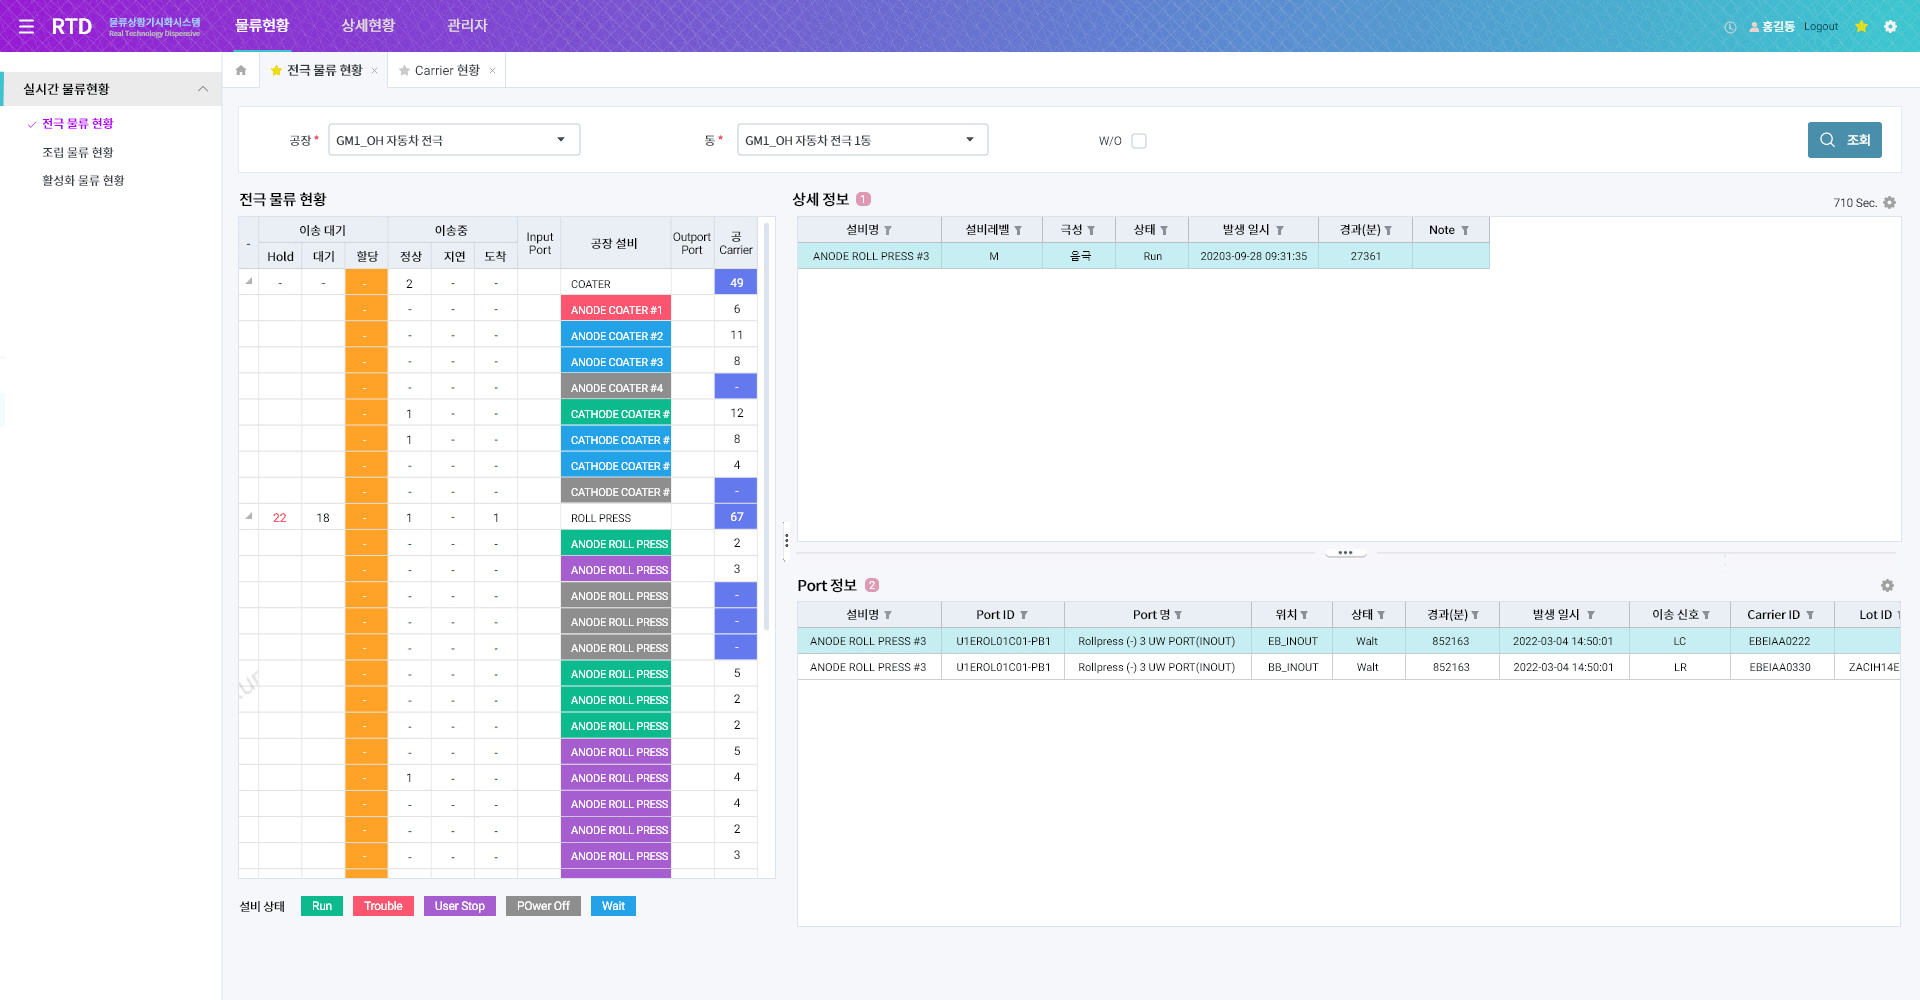 RTD 물류상황기시화시스템 물류현황 상세현황 관리자 홍길동 Logout
Real Technology Dispensive
전극 물류 현황 × Carrier 현황 ×
실시간 물류현황
전극 물류 현황
조립 물류 현황
활성화 물류 현황
공장 * GM1_OH 자동차 전극 동 * GM1_OH 자동차 전극 1동 W/O 조회
전극 물류 현황
- 이송 대기 이송중 Input Port 공장 설비 Outport Port 공 Carrier
Hold 대기 할당 정상 지연 도착
- - - 2 - - COATER 49
- - - - ANODE COATER #1 6
- - - - ANODE COATER #2 11
- - - - ANODE COATER #3 8
- - - - ANODE COATER #4 -
- 1 - - CATHODE COATER # 12
- 1 - - CATHODE COATER # 8
- - - - CATHODE COATER # 4
- - - - CATHODE COATER # -
22 18 - 1 - 1 ROLL PRESS 67
- - - - ANODE ROLL PRESS 2
- - - - ANODE ROLL PRESS 3
- - - - ANODE ROLL PRESS -
- - - - ANODE ROLL PRESS -
- - - - ANODE ROLL PRESS -
- - - - ANODE ROLL PRESS 5
- - - - ANODE ROLL PRESS 2
- - - - ANODE ROLL PRESS 2
- - - - ANODE ROLL PRESS 5
- 1 - - ANODE ROLL PRESS 4
- - - - ANODE ROLL PRESS 4
- - - - ANODE ROLL PRESS 2
- - - - ANODE ROLL PRESS 3
설비 상태 Run Trouble User Stop POwer Off Wait
상세 정보 1 710 Sec.
설비명 설비레벨 극성 상태 발생 일시 경과(분) Note
ANODE ROLL PRESS #3 M 음극 Run 20203-09-28 09:31:35 27361
Port 정보 2
설비명 Port ID Port 명 위치 상태 경과(분) 발생 일시 이송 신호 Carrier ID Lot ID
ANODE ROLL PRESS #3 U1EROL01C01-PB1 Rollpress (-) 3 UW PORT(INOUT) EB_INOUT Walt 852163 2022-03-04 14:50:01 LC EBEIAA0222
ANODE ROLL PRESS #3 U1EROL01C01-PB1 Rollpress (-) 3 UW PORT(INOUT) BB_INOUT Walt 852163 2022-03-04 14:50:01 LR EBEIAA0330 ZACIH14E